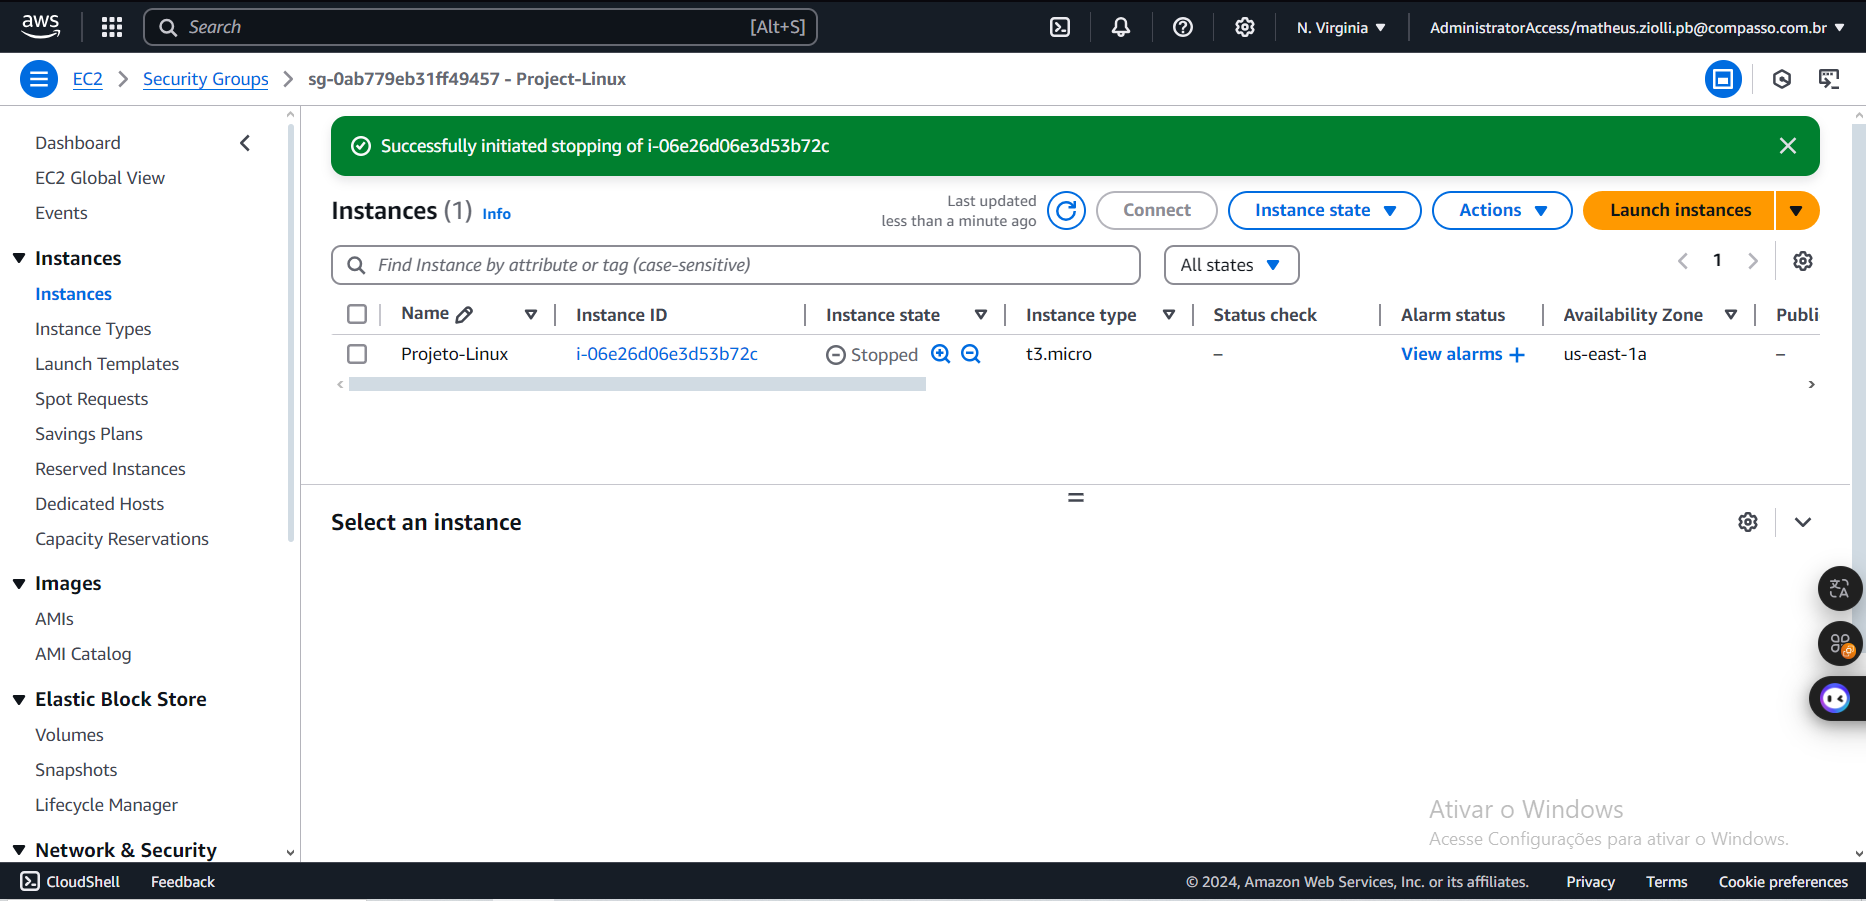 aws
Search [Alt+S]
N. Virginia
AdministratorAccess/matheus.ziolli.pb@compasso.com.br
EC2 Security Groups sg-0ab779eb31ff49457 - Project-Linux
Dashboard
EC2 Global View
Events
Instances
Instances
Instance Types
Launch Templates
Spot Requests
Savings Plans
Reserved Instances
Dedicated Hosts
Capacity Reservations
Images
AMIs
AMI Catalog
Elastic Block Store
Volumes
Snapshots
Lifecycle Manager
Network & Security
Successfully initiated stopping of i-06e26d06e3d53b72c
Instances (1) Info
Last updated
less than a minute ago
Connect
Instance state
Actions
Launch instances
Find Instance by attribute or tag (case-sensitive)
All states
1
Name Instance ID Instance state Instance type Status check Alarm status Availability Zone Publi
Projeto-Linux i-06e26d06e3d53b72c Stopped t3.micro – View alarms + us-east-1a –
Select an instance
Ativar o Windows
Acesse Configurações para ativar o Windows.
CloudShell Feedback
© 2024, Amazon Web Services, Inc. or its affiliates. Privacy Terms Cookie preferences